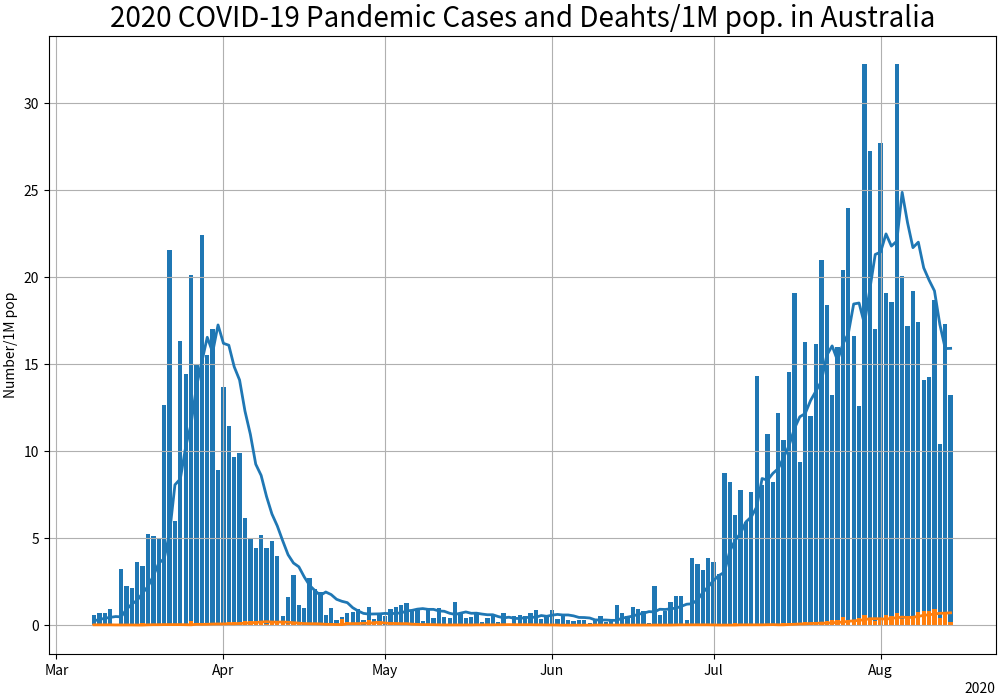 2020 COVID-19 Pandemic Cases and Deahts/1M pop. in Australia
Number/1M pop
30
25
20
15
10
5
0
Mar
Apr
May
Jun
Jul
Aug
2020